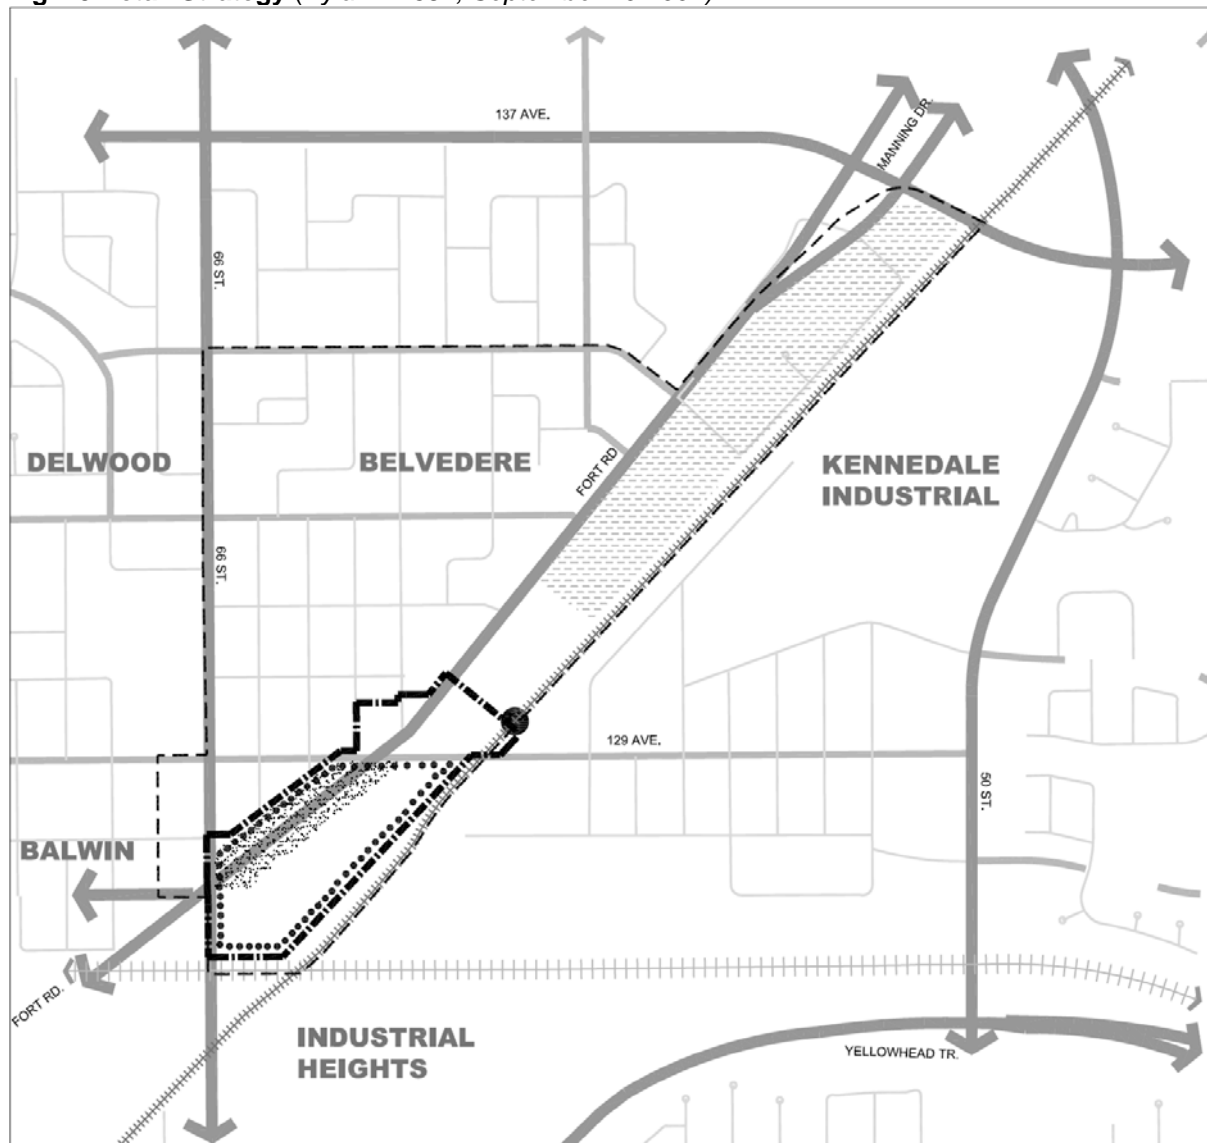 137 AVE.
MANNING DR.
66 ST.
DELWOOD
BELVEDERE
FORT RD
KENNEDALE
INDUSTRIAL
66 ST.
129 AVE.
50 ST.
BALWIN
FORT RD.
INDUSTRIAL
HEIGHTS
YELLOWHEAD TR.